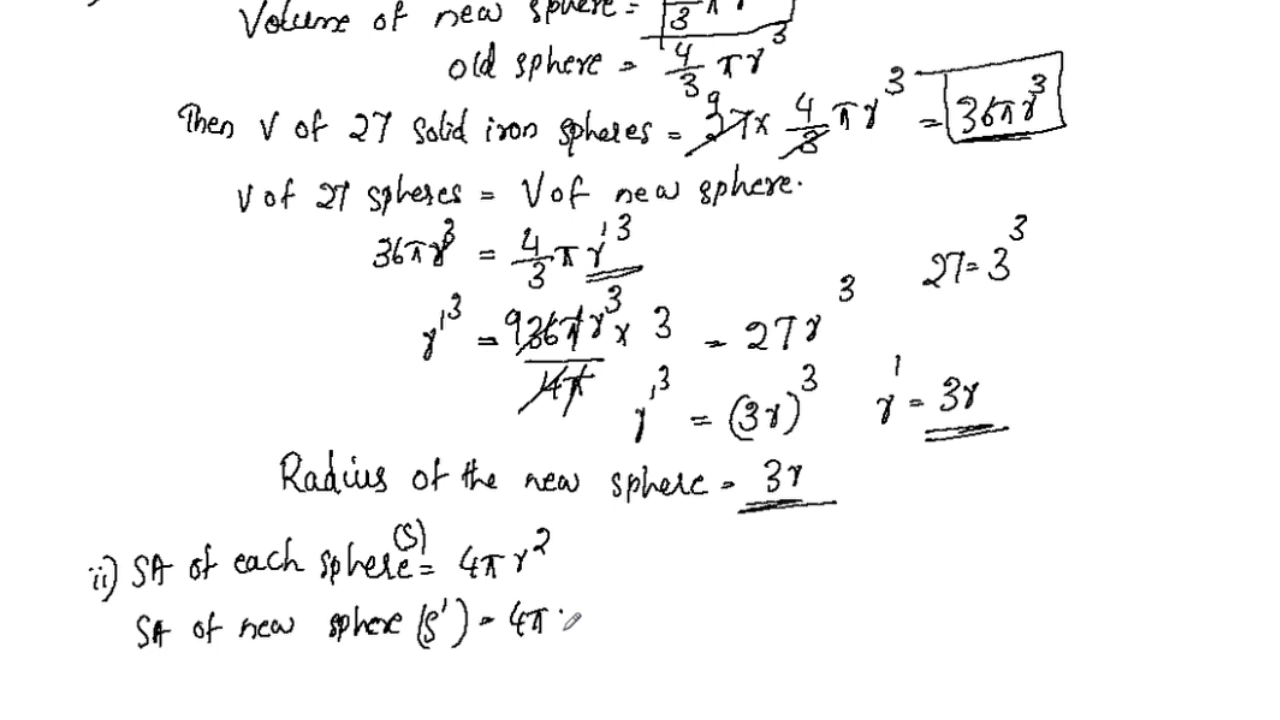 Volume of new sphere =
old sphere = 4/3 πr³
Then V of 27 solid iron spheres = 27 x 4/3 πr³ = 36πr³
V of 27 spheres = V of new sphere.
36πr³ = 4/3 πr'³
27 = 3³
r'³ = 36πr³ x 3 / 4π = 27r³
r'³ = (3r)³ r' = 3r
Radius of the new sphere = 3r
ii) SA of each sphere (S) = 4πr²
SA of new sphere (S') = 4π